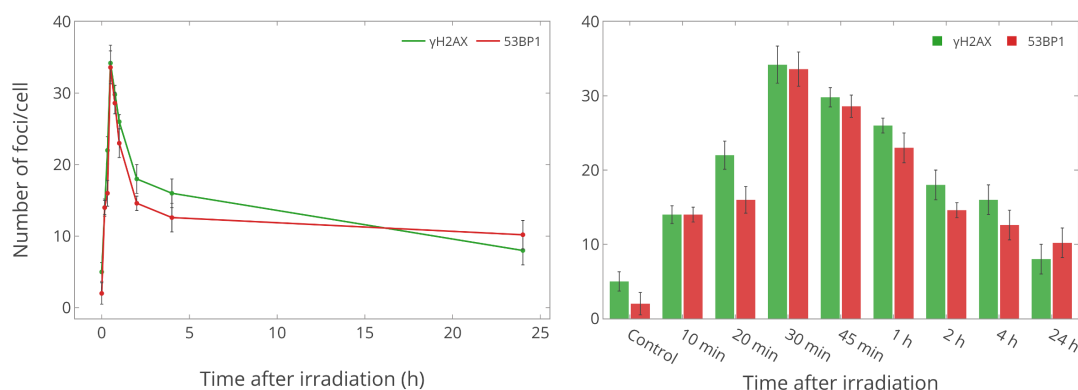 40
30
20
10
0
Number of foci/cell
γH2AX 53BP1
0 5 10 15 20 25
Time after irradiation (h)
40
30
20
10
0
γH2AX 53BP1
Control 10 min 20 min 30 min 45 min 1 h 2 h 4 h 24 h
Time after irradiation